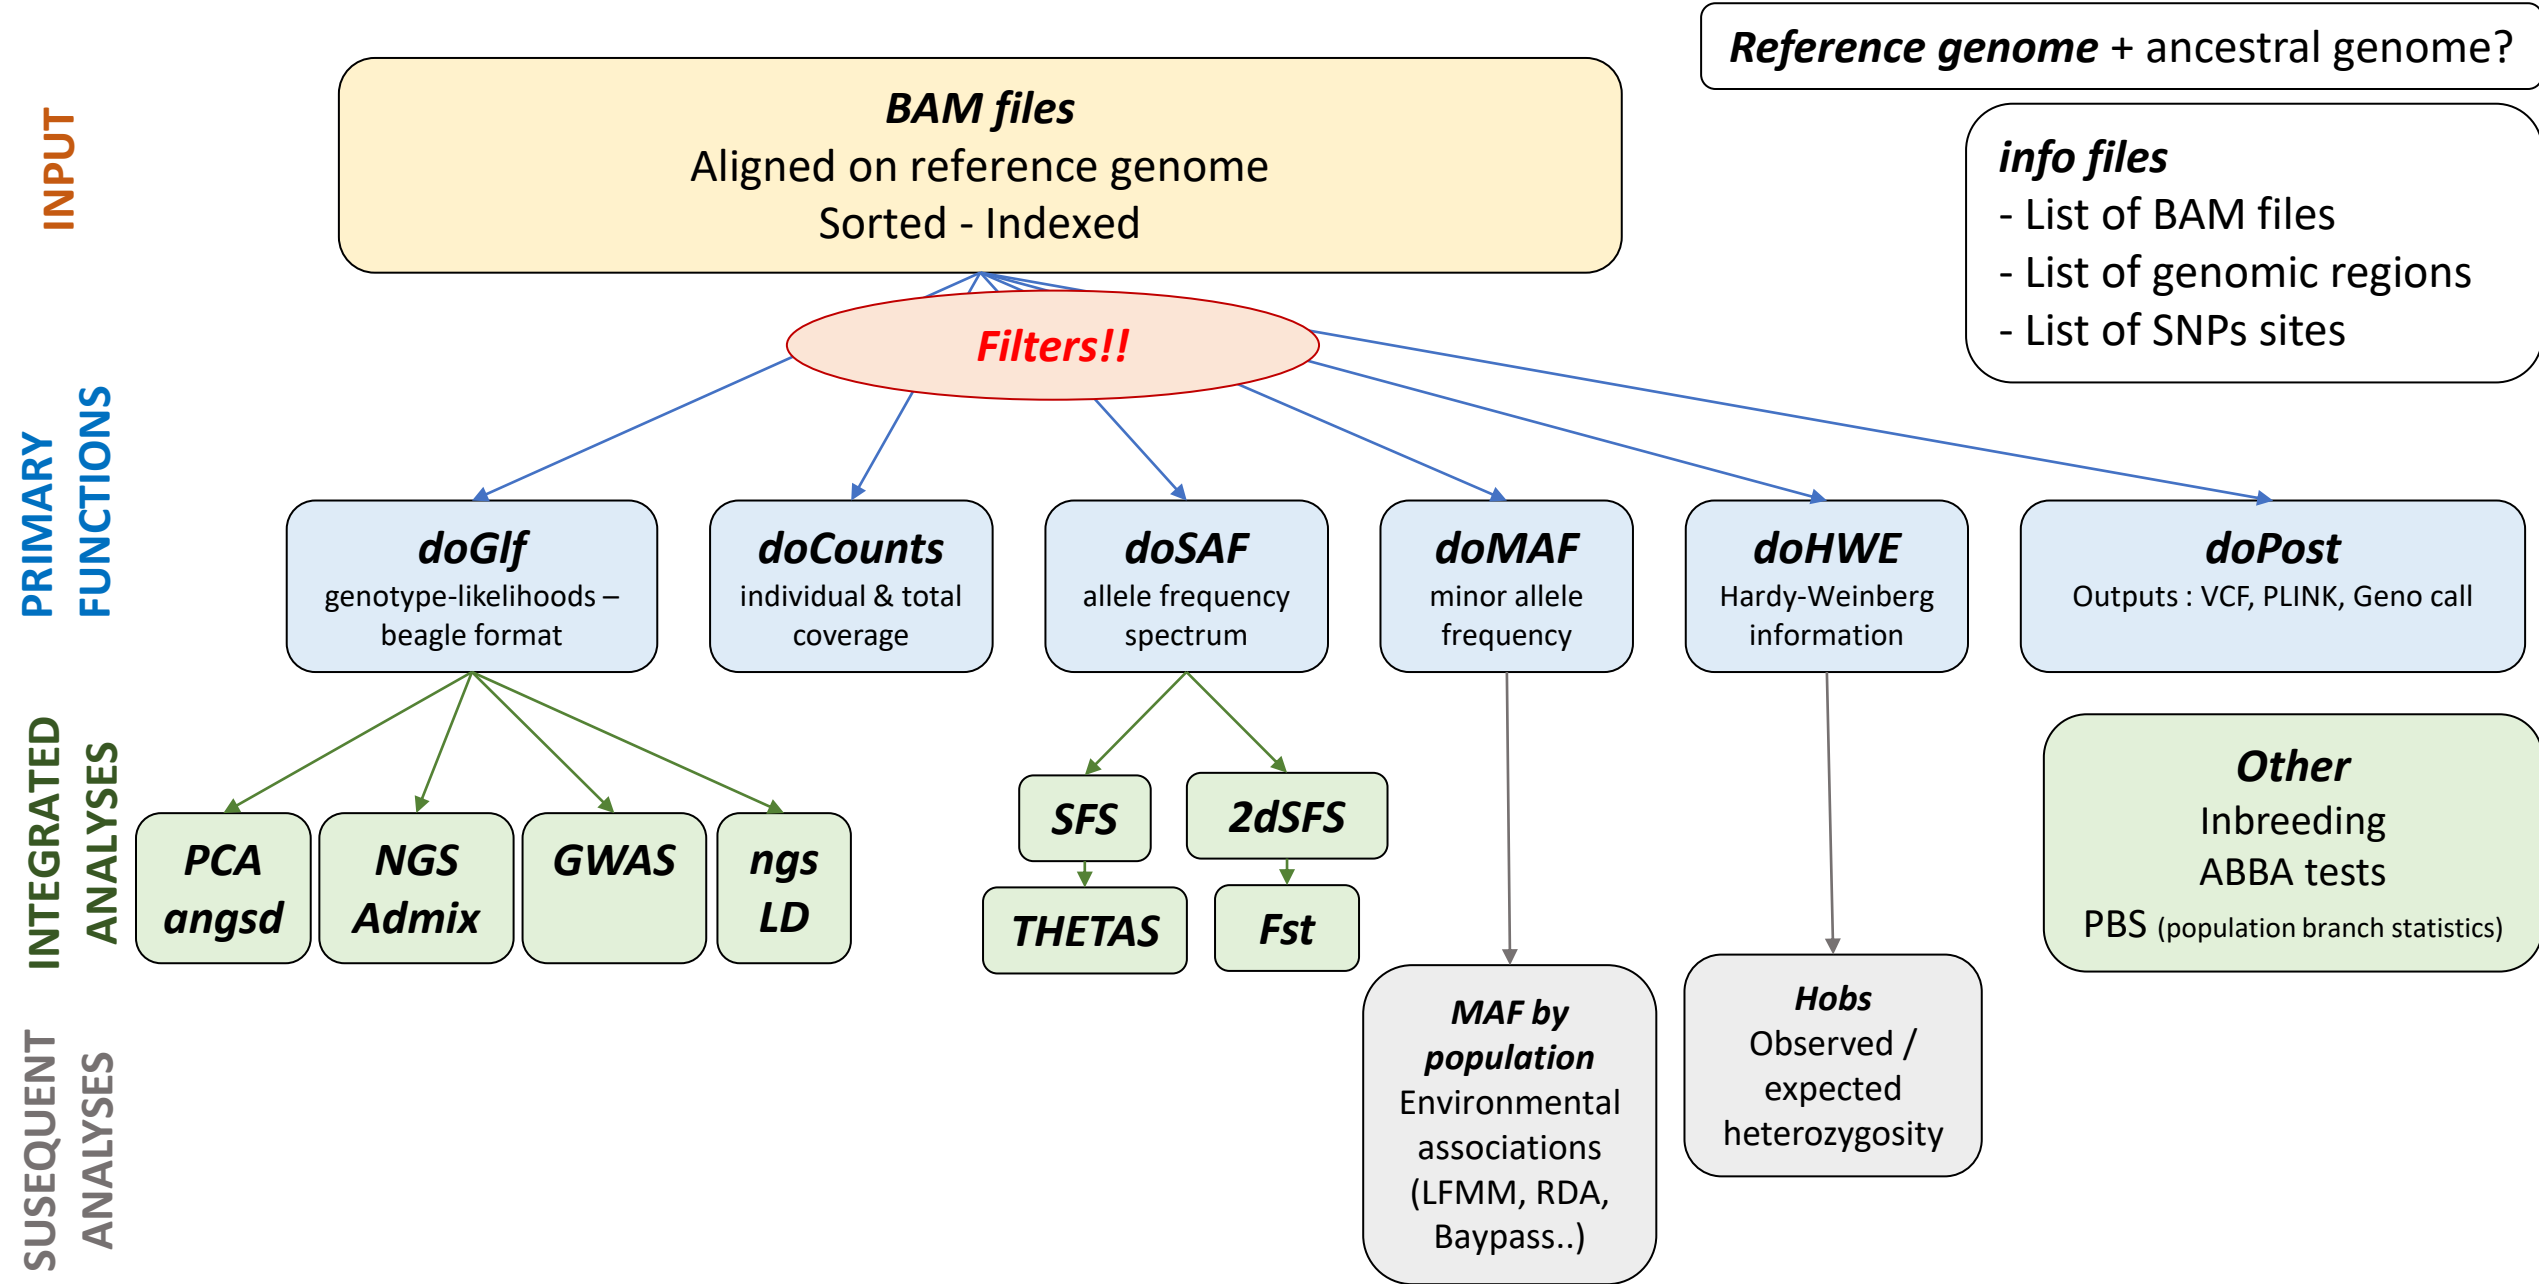 Reference genome + ancestral genome?
INPUT
BAM files
Aligned on reference genome
Sorted - Indexed
info files
- List of BAM files
- List of genomic regions
- List of SNPs sites
Filters!!
PRIMARY
FUNCTIONS
doGlf
genotype-likelihoods –
beagle format
doCounts
individual & total
coverage
doSAF
allele frequency
spectrum
doMAF
minor allele
frequency
doHWE
Hardy-Weinberg
information
doPost
Outputs : VCF, PLINK, Geno call
INTEGRATED
ANALYSES
PCA
angsd
NGS
Admix
GWAS
ngs
LD
SFS
2dSFS
THETAS
Fst
Other
Inbreeding
ABBA tests
PBS (population branch statistics)
SUSEQUENT
ANALYSES
MAF by
population
Environmental
associations
(LFMM, RDA,
Baypass..)
Hobs
Observed /
expected
heterozygosity